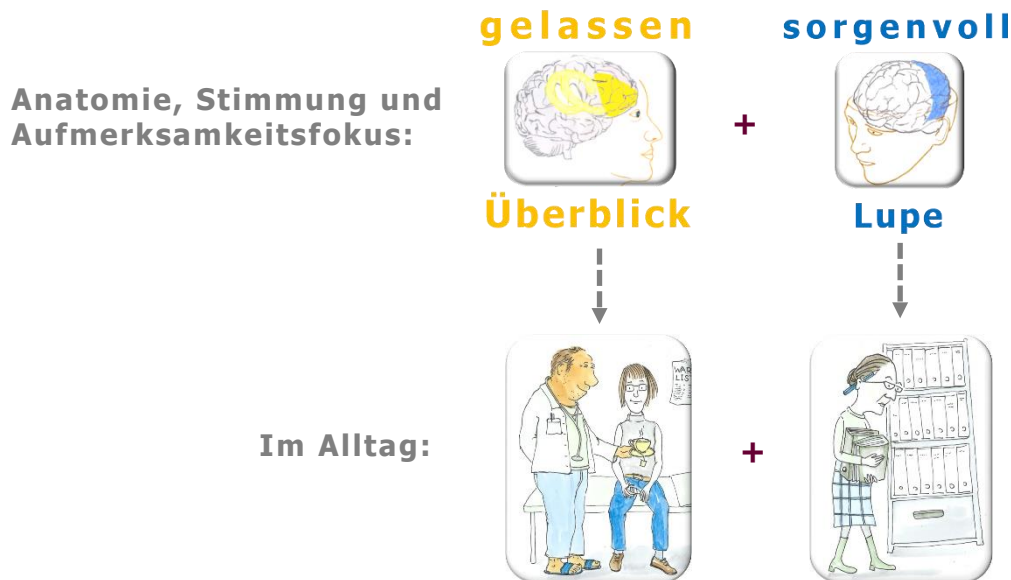 gelassen
sorgenvoll
Anatomie, Stimmung und
Aufmerksamkeitsfokus:
+
Überblick
Lupe
Im Alltag:
+